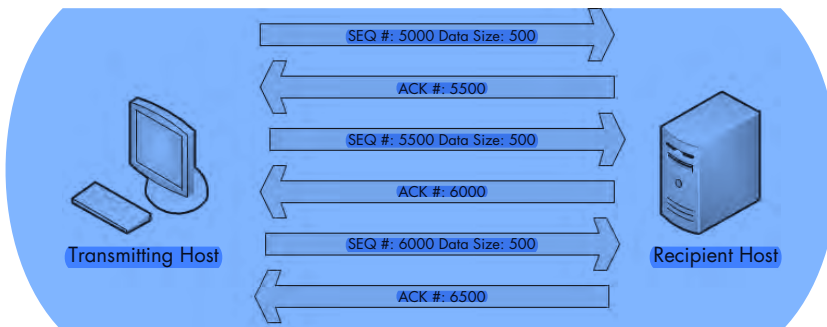 SEQ #: 5000 Data Size: 500
ACK #: 5500
SEQ #: 5500 Data Size: 500
ACK #: 6000
SEQ #: 6000 Data Size: 500
Transmitting Host
Recipient Host
ACK #: 6500